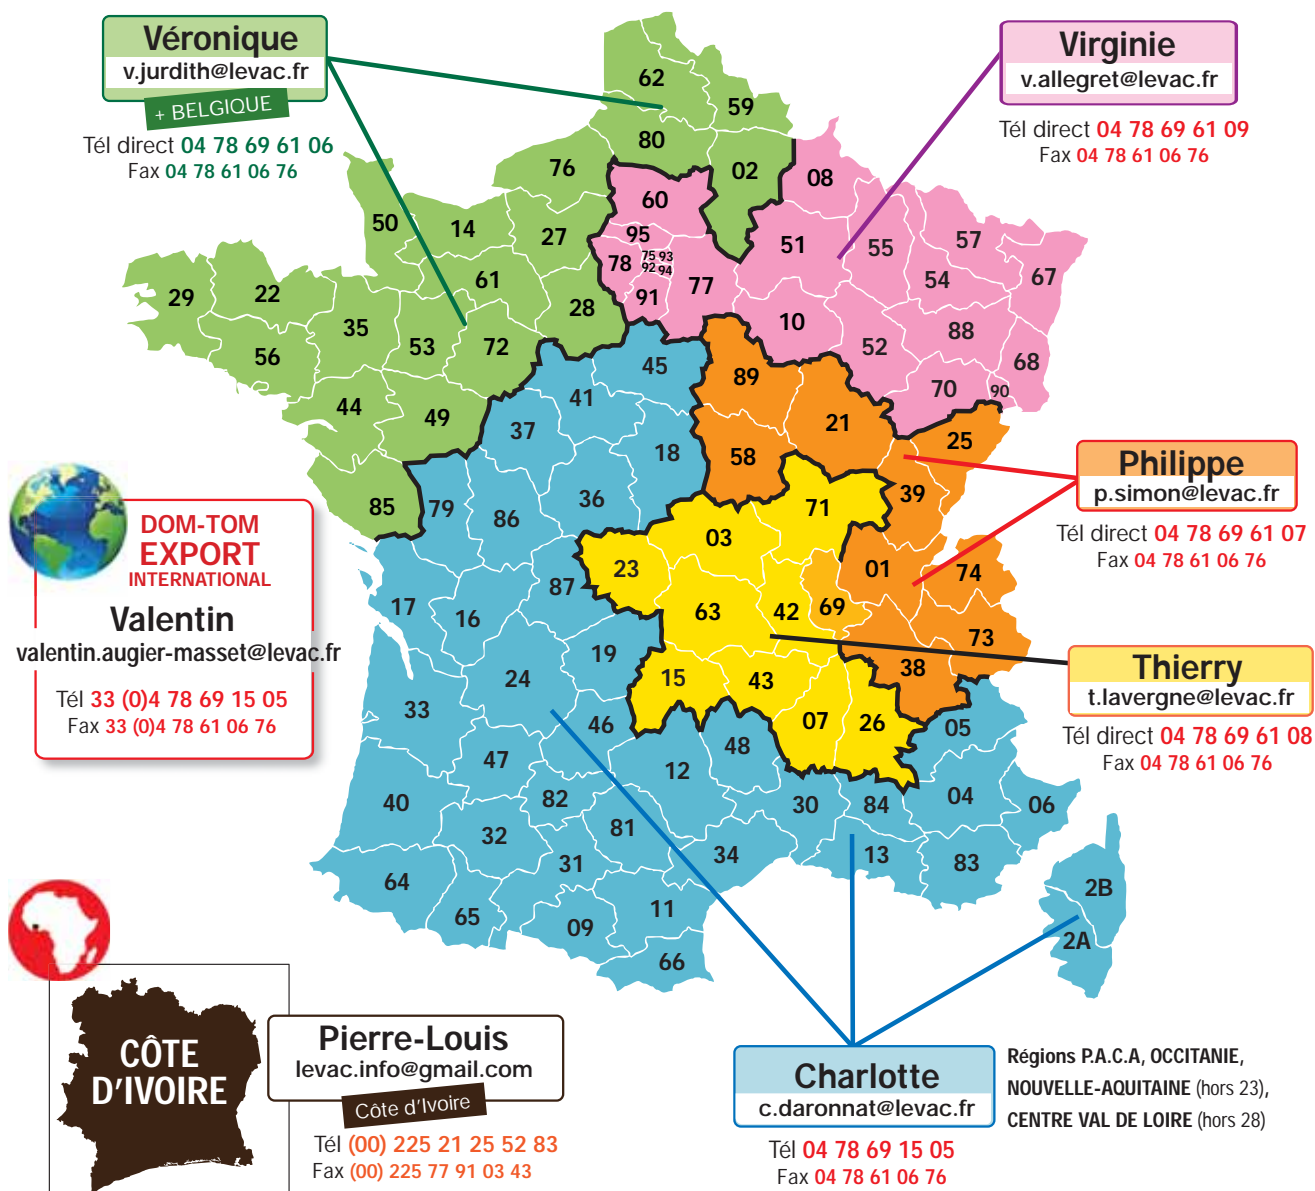 Véronique
v.jurdith@levac.fr
+ BELGIQUE
Tél direct 04 78 69 61 06
Fax 04 78 61 06 76
Virginie
v.allegret@levac.fr
Tél direct 04 78 69 61 09
Fax 04 78 61 06 76
62
59
80
02
76
60
08
50
14
27
95
51
55
57
67
78
75 93
92 94
77
54
29
22
61
91
28
10
88
35
53
72
52
68
56
45
89
70
90
44
49
41
21
25
37
18
58
85
79
86
36
71
39
03
23
87
01
74
17
16
63
42
69
73
19
24
15
43
38
33
46
07
26
05
48
12
47
40
82
30
84
04
06
32
81
34
13
83
31
64
65
09
11
66
2B
2A
DOM-TOM
EXPORT
INTERNATIONAL
Valentin
valentin.augier-masset@levac.fr
Tél 33 (0)4 78 69 15 05
Fax 33 (0)4 78 61 06 76
Philippe
p.simon@levac.fr
Tél direct 04 78 69 61 07
Fax 04 78 61 06 76
Thierry
t.lavergne@levac.fr
Tél direct 04 78 69 61 08
Fax 04 78 61 06 76
CÔTE
D'IVOIRE
Pierre-Louis
levac.info@gmail.com
Côte d'Ivoire
Tél (00) 225 21 25 52 83
Fax (00) 225 77 91 03 43
Charlotte
c.daronnat@levac.fr
Tél 04 78 69 15 05
Fax 04 78 61 06 76
Régions P.A.C.A, OCCITANIE,
NOUVELLE-AQUITAINE (hors 23),
CENTRE VAL DE LOIRE (hors 28)